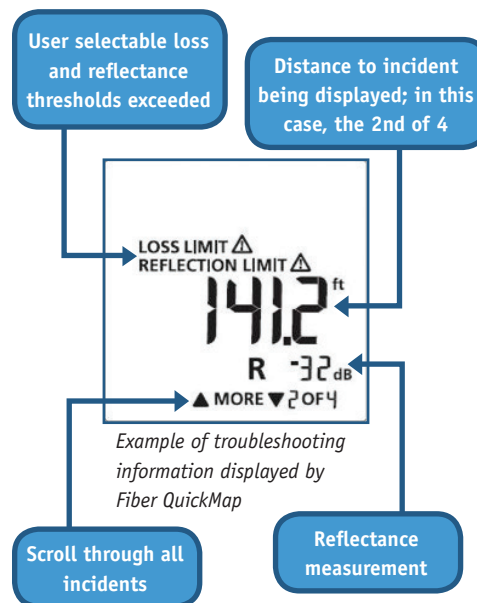 User selectable loss
and reflectance
thresholds exceeded
Distance to incident
being displayed; in this
case, the 2nd of 4
LOSS LIMIT ⚠
REFLECTION LIMIT ⚠
141.2 ft
R -32 dB
▲ MORE ▼ 2 OF 4
Example of troubleshooting
information displayed by
Fiber QuickMap
Scroll through all
incidents
Reflectance
measurement